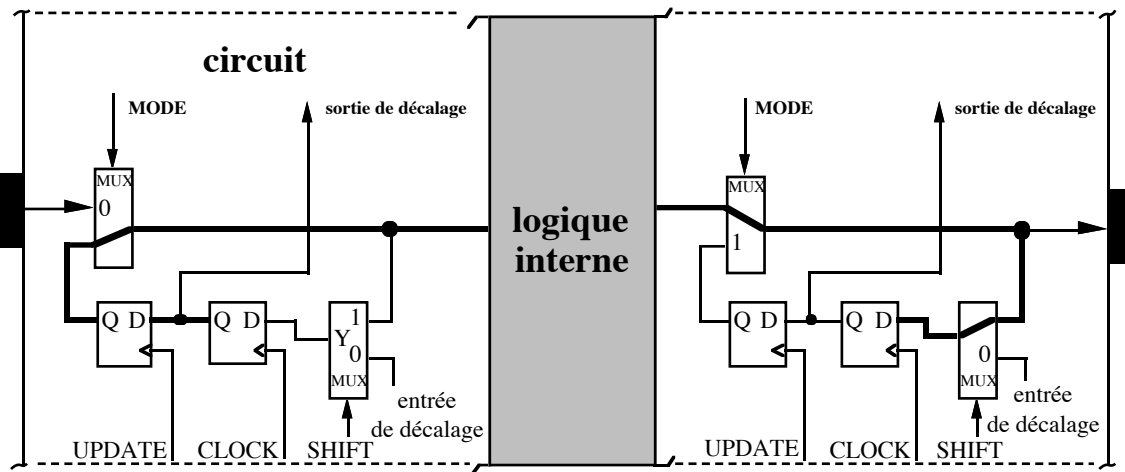 circuit
MODE
sortie de décalage
MUX
0
Q D
Q D
1
Y
0
MUX
entrée
de décalage
UPDATE
CLOCK
SHIFT
logique
interne
MODE
sortie de décalage
MUX
1
Q D
Q D
0
MUX
entrée
de décalage
UPDATE
CLOCK
SHIFT